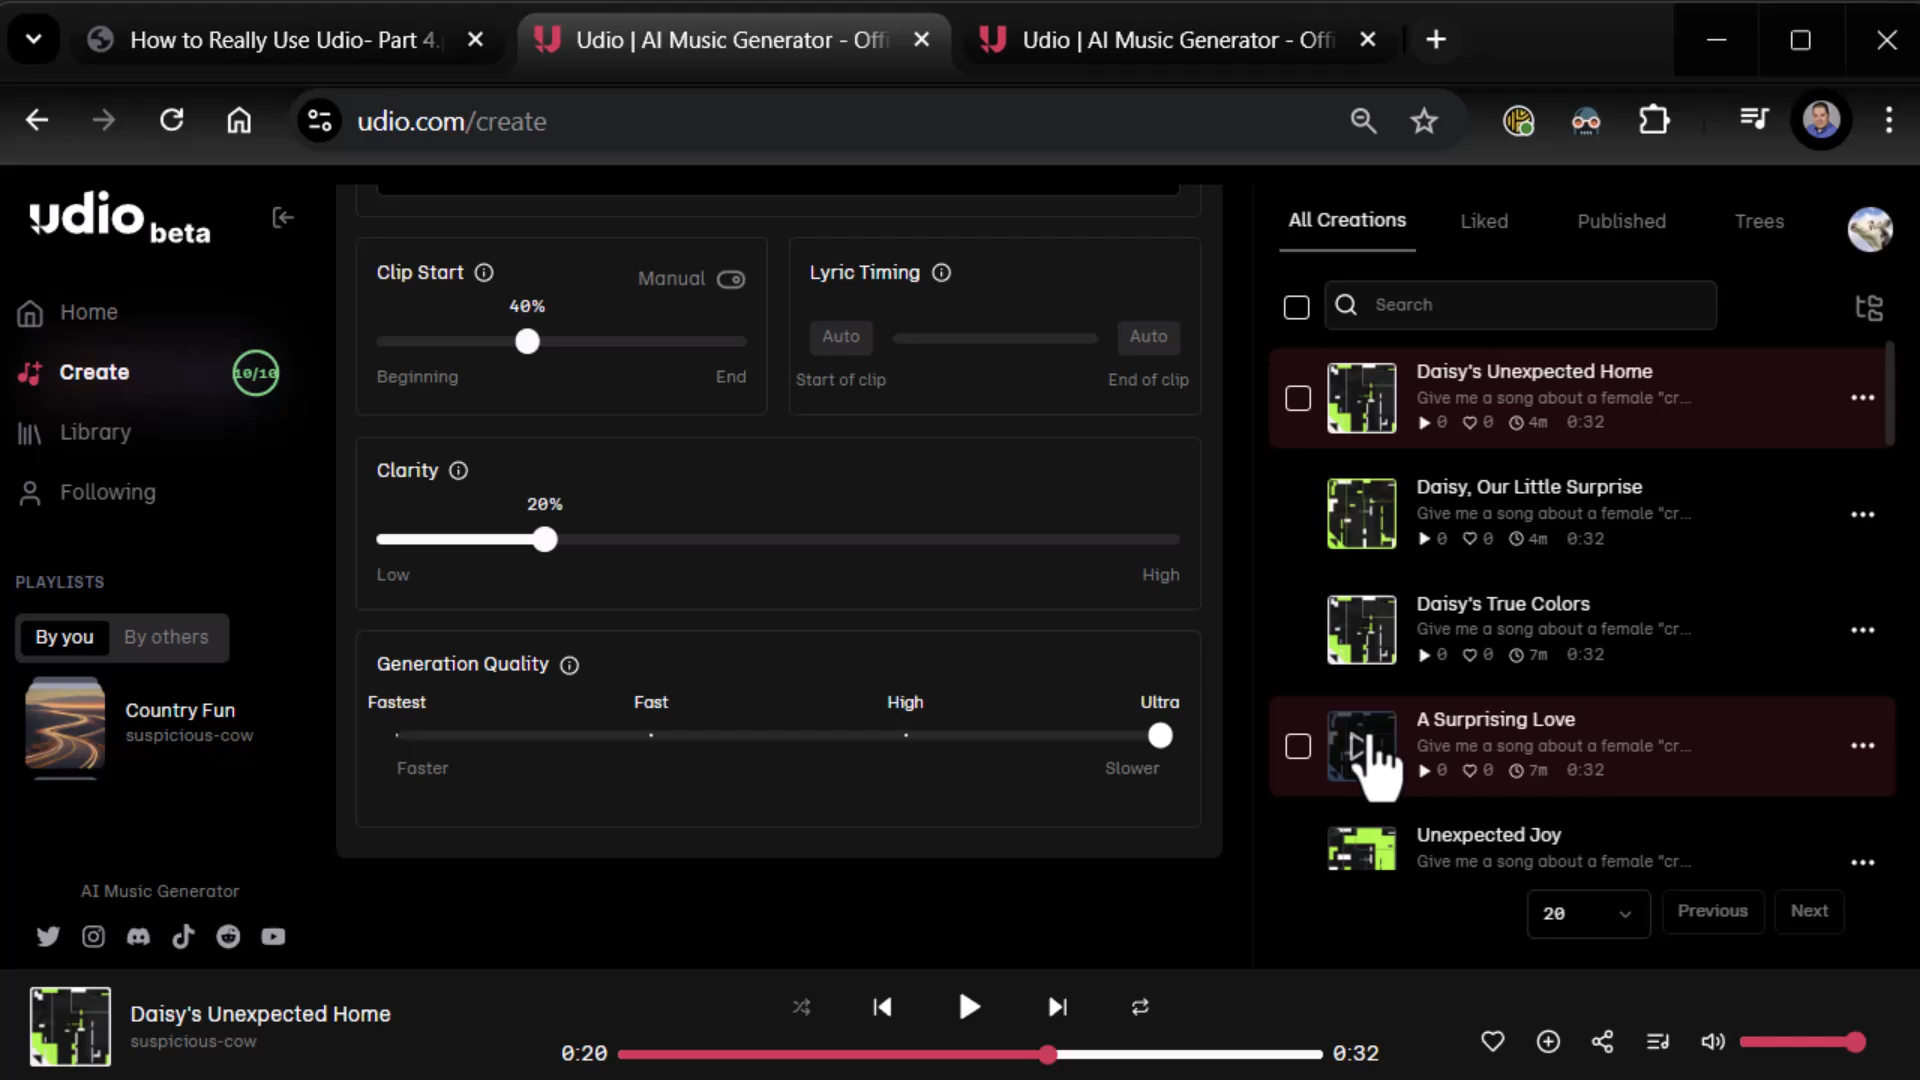 How to Really Use Udio- Part 4.
Udio | AI Music Generator - Offi
Udio | AI Music Generator - Offi
udio.com/create
udio beta
Home
Create
10/10
Library
Following
PLAYLISTS
By you
By others
Country Fun
suspicious-cow
AI Music Generator
Clip Start
Manual
40%
Beginning
End
Lyric Timing
Auto
Auto
Start of clip
End of clip
Clarity
20%
Low
High
Generation Quality
Fastest
Fast
High
Ultra
Faster
Slower
All Creations
Liked
Published
Trees
Search
Daisy's Unexpected Home
Give me a song about a female "cr...
0 0 4m 0:32
Daisy, Our Little Surprise
Give me a song about a female "cr...
0 0 4m 0:32
Daisy's True Colors
Give me a song about a female "cr...
0 0 7m 0:32
A Surprising Love
Give me a song about a female "cr...
0 0 7m 0:32
Unexpected Joy
Give me a song about a female "cr...
20
Previous
Next
Daisy's Unexpected Home
suspicious-cow
0:20
0:32